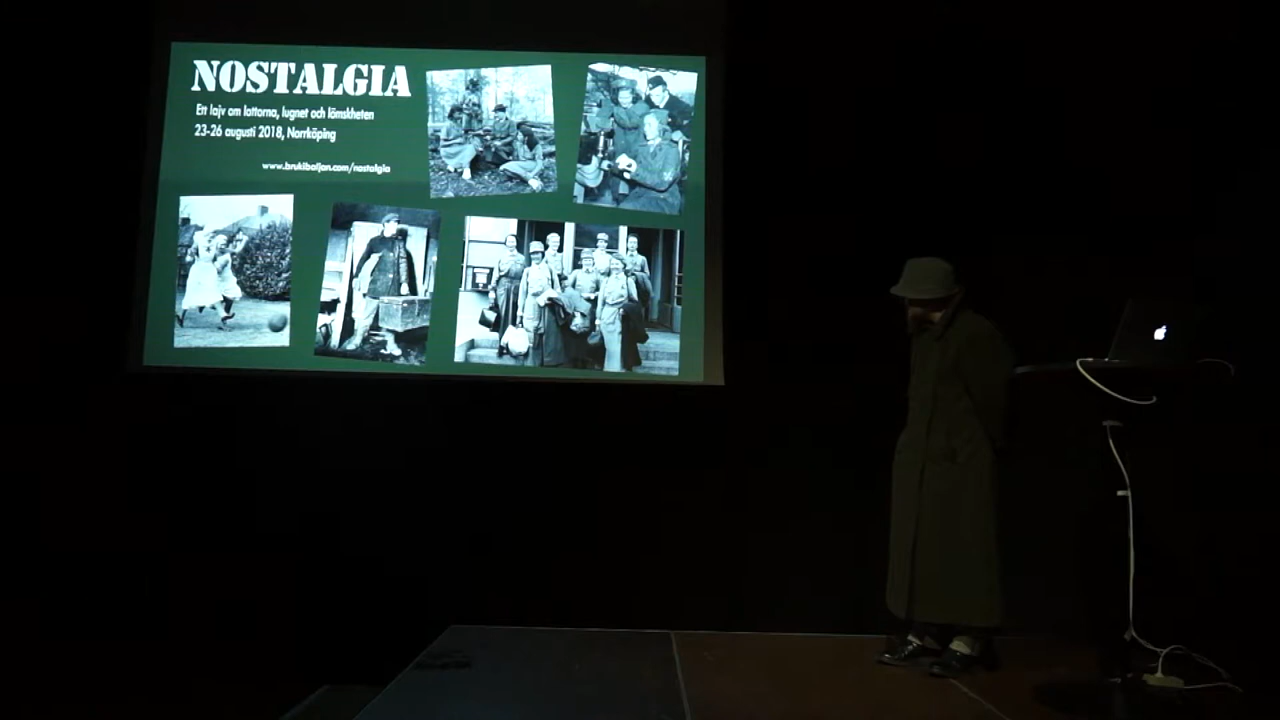 NOSTALGIA
Ett lajv om lottorna, lugnet och lömskheten
23-26 augusti 2018, Norrköping
www.brukibaljan.com/nostalgia